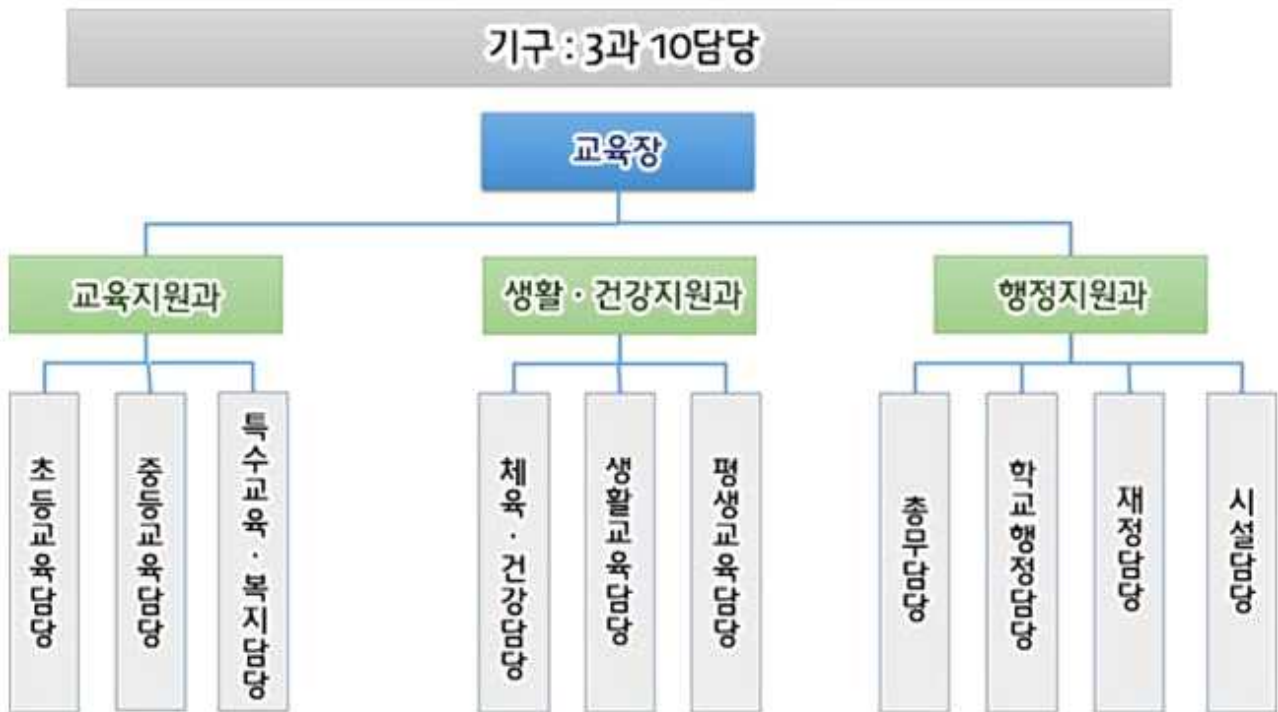 기구 : 3과 10담당
교육장
교육지원과
생활 · 건강지원과
행정지원과
초등교육담당
중등교육담당
특수교육 · 복지담당
체육 · 건강담당
생활교육담당
평생교육담당
총무담당
학교행정담당
재정담당
시설담당